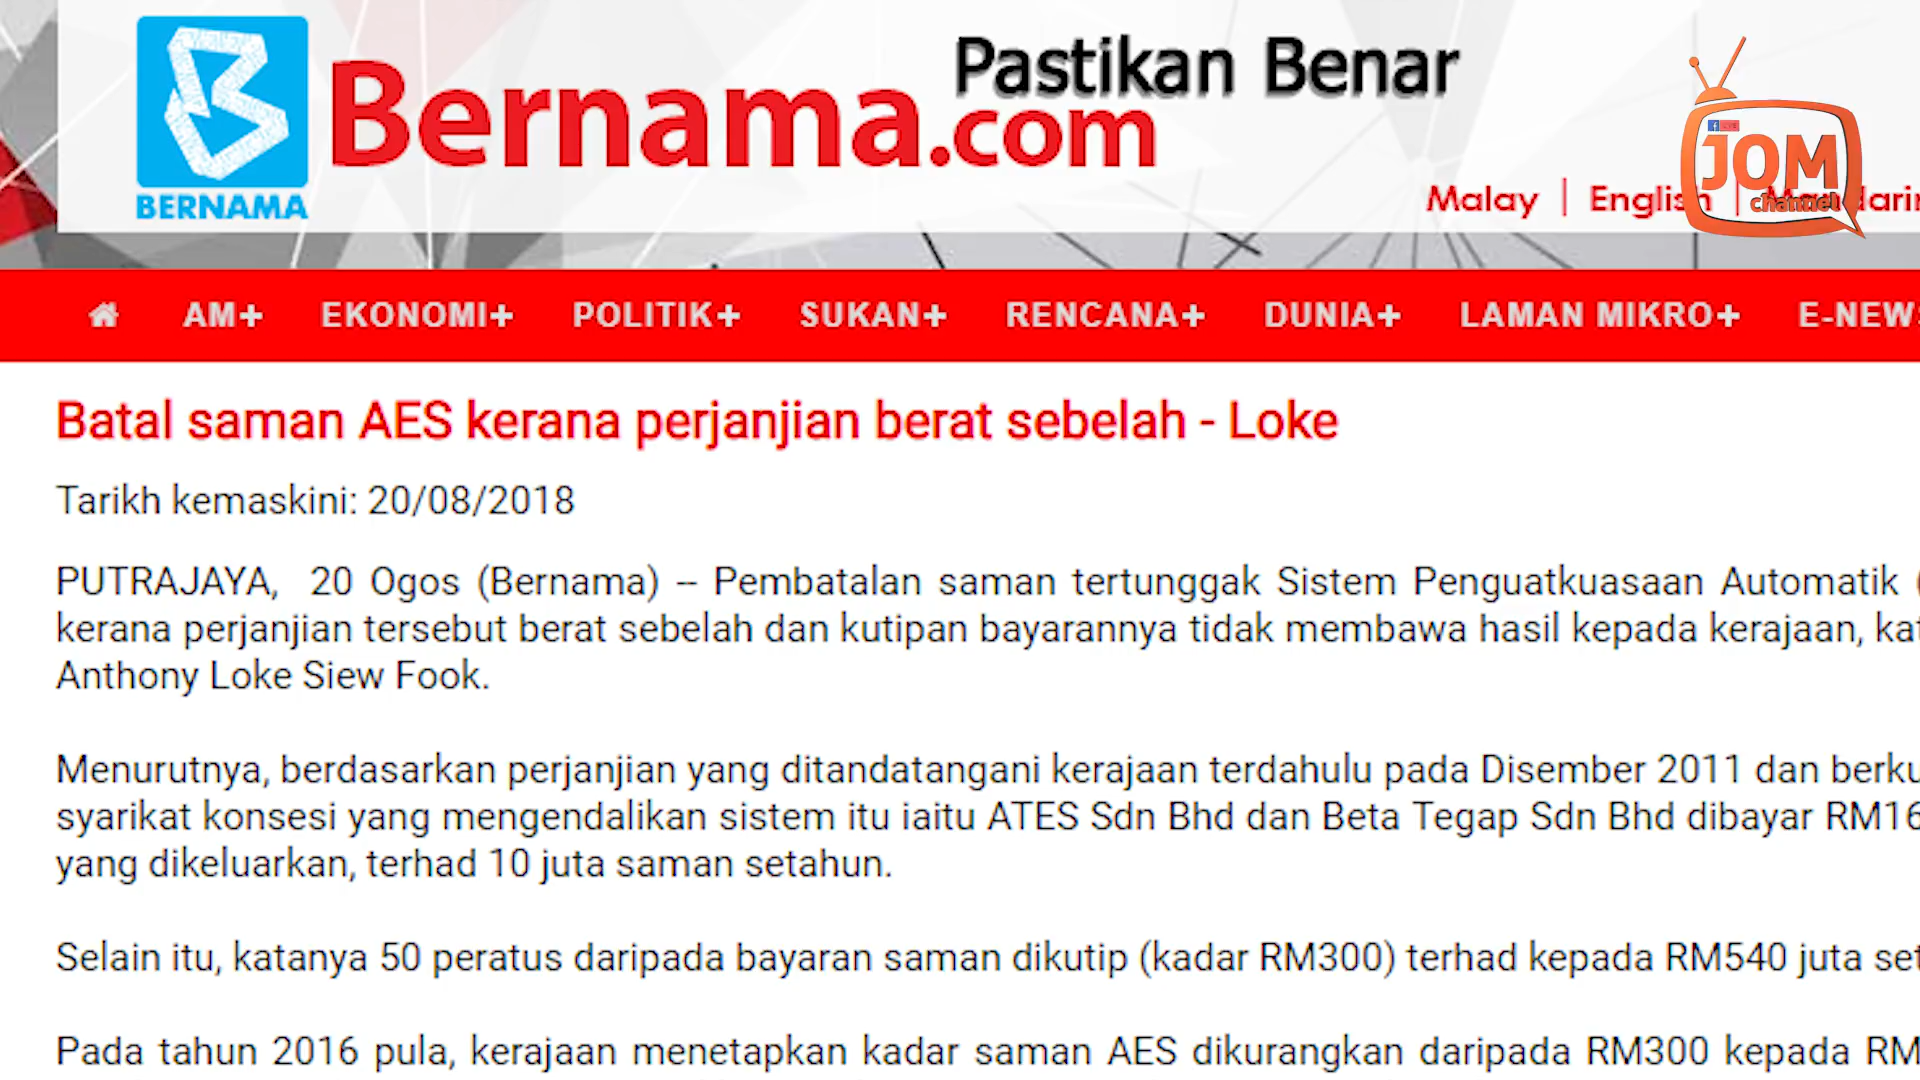 Pastikan Benar
Bernama.com
BERNAMA
Malay | English |
JOM
channel
AM+ EKONOMI+ POLITIK+ SUKAN+ RENCANA+ DUNIA+ LAMAN MIKRO+
Batal saman AES kerana perjanjian berat sebelah - Loke
Tarikh kemaskini: 20/08/2018
PUTRAJAYA, 20 Ogos (Bernama) -- Pembatalan saman tertunggak Sistem Penguatkuasaan Automatik
kerana perjanjian tersebut berat sebelah dan kutipan bayarannya tidak membawa hasil kepada kerajaan,
Anthony Loke Siew Fook.
Menurutnya, berdasarkan perjanjian yang ditandatangani kerajaan terdahulu pada Disember 2011 dan
syarikat konsesi yang mengendalikan sistem itu iaitu ATES Sdn Bhd dan Beta Tegap Sdn Bhd dibayar
yang dikeluarkan, terhad 10 juta saman setahun.
Selain itu, katanya 50 peratus daripada bayaran saman dikutip (kadar RM300) terhad kepada RM540 juta
Pada tahun 2016 pula, kerajaan menetapkan kadar saman AES dikurangkan daripada RM300 kepada